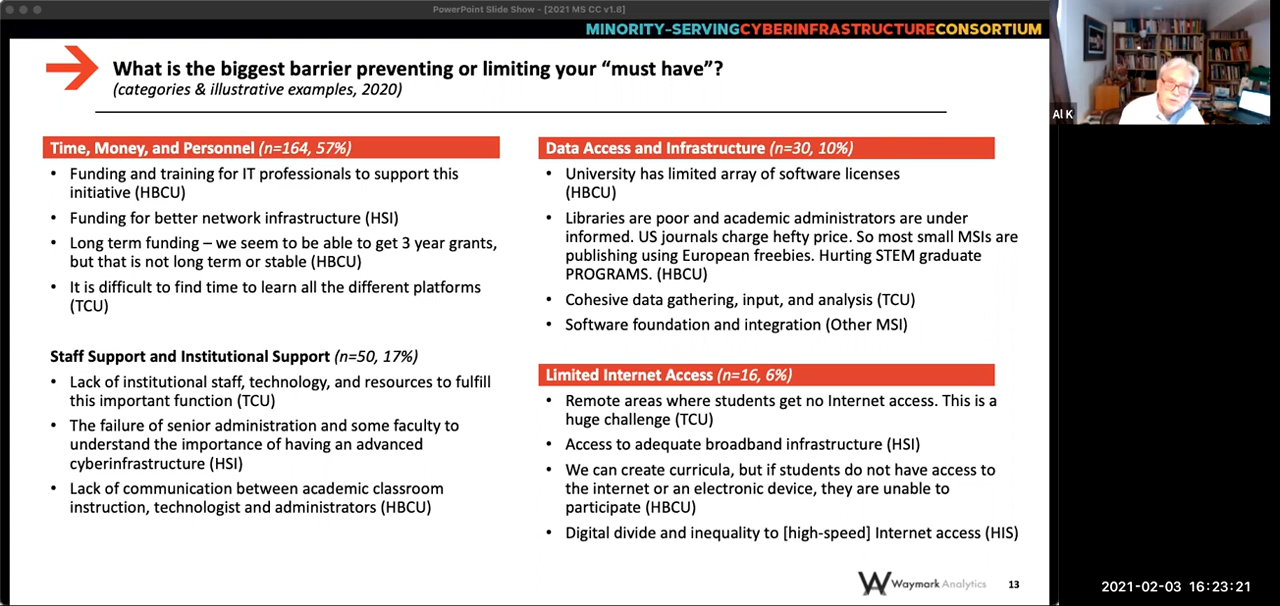 PowerPoint Slide Show - [2021 MS CC v1.8]
MINORITY-SERVINGCYBERINFRASTRUCTURECONSORTIUM
What is the biggest barrier preventing or limiting your “must have”?
(categories & illustrative examples, 2020)
Time, Money, and Personnel (n=164, 57%)
• Funding and training for IT professionals to support this
initiative (HBCU)
• Funding for better network infrastructure (HSI)
• Long term funding – we seem to be able to get 3 year grants,
but that is not long term or stable (HBCU)
• It is difficult to find time to learn all the different platforms
(TCU)
Staff Support and Institutional Support (n=50, 17%)
• Lack of institutional staff, technology, and resources to fulfill
this important function (TCU)
• The failure of senior administration and some faculty to
understand the importance of having an advanced
cyberinfrastructure (HSI)
• Lack of communication between academic classroom
instruction, technologist and administrators (HBCU)
Data Access and Infrastructure (n=30, 10%)
• University has limited array of software licenses
(HBCU)
• Libraries are poor and academic administrators are under
informed. US journals charge hefty price. So most small MSIs are
publishing using European freebies. Hurting STEM graduate
PROGRAMS. (HBCU)
• Cohesive data gathering, input, and analysis (TCU)
• Software foundation and integration (Other MSI)
Limited Internet Access (n=16, 6%)
• Remote areas where students get no Internet access. This is a
huge challenge (TCU)
• Access to adequate broadband infrastructure (HSI)
• We can create curricula, but if students do not have access to
the internet or an electronic device, they are unable to
participate (HBCU)
• Digital divide and inequality to [high-speed] Internet access (HIS)
Waymark Analytics
13
Al K
2021-02-03 16:23:21